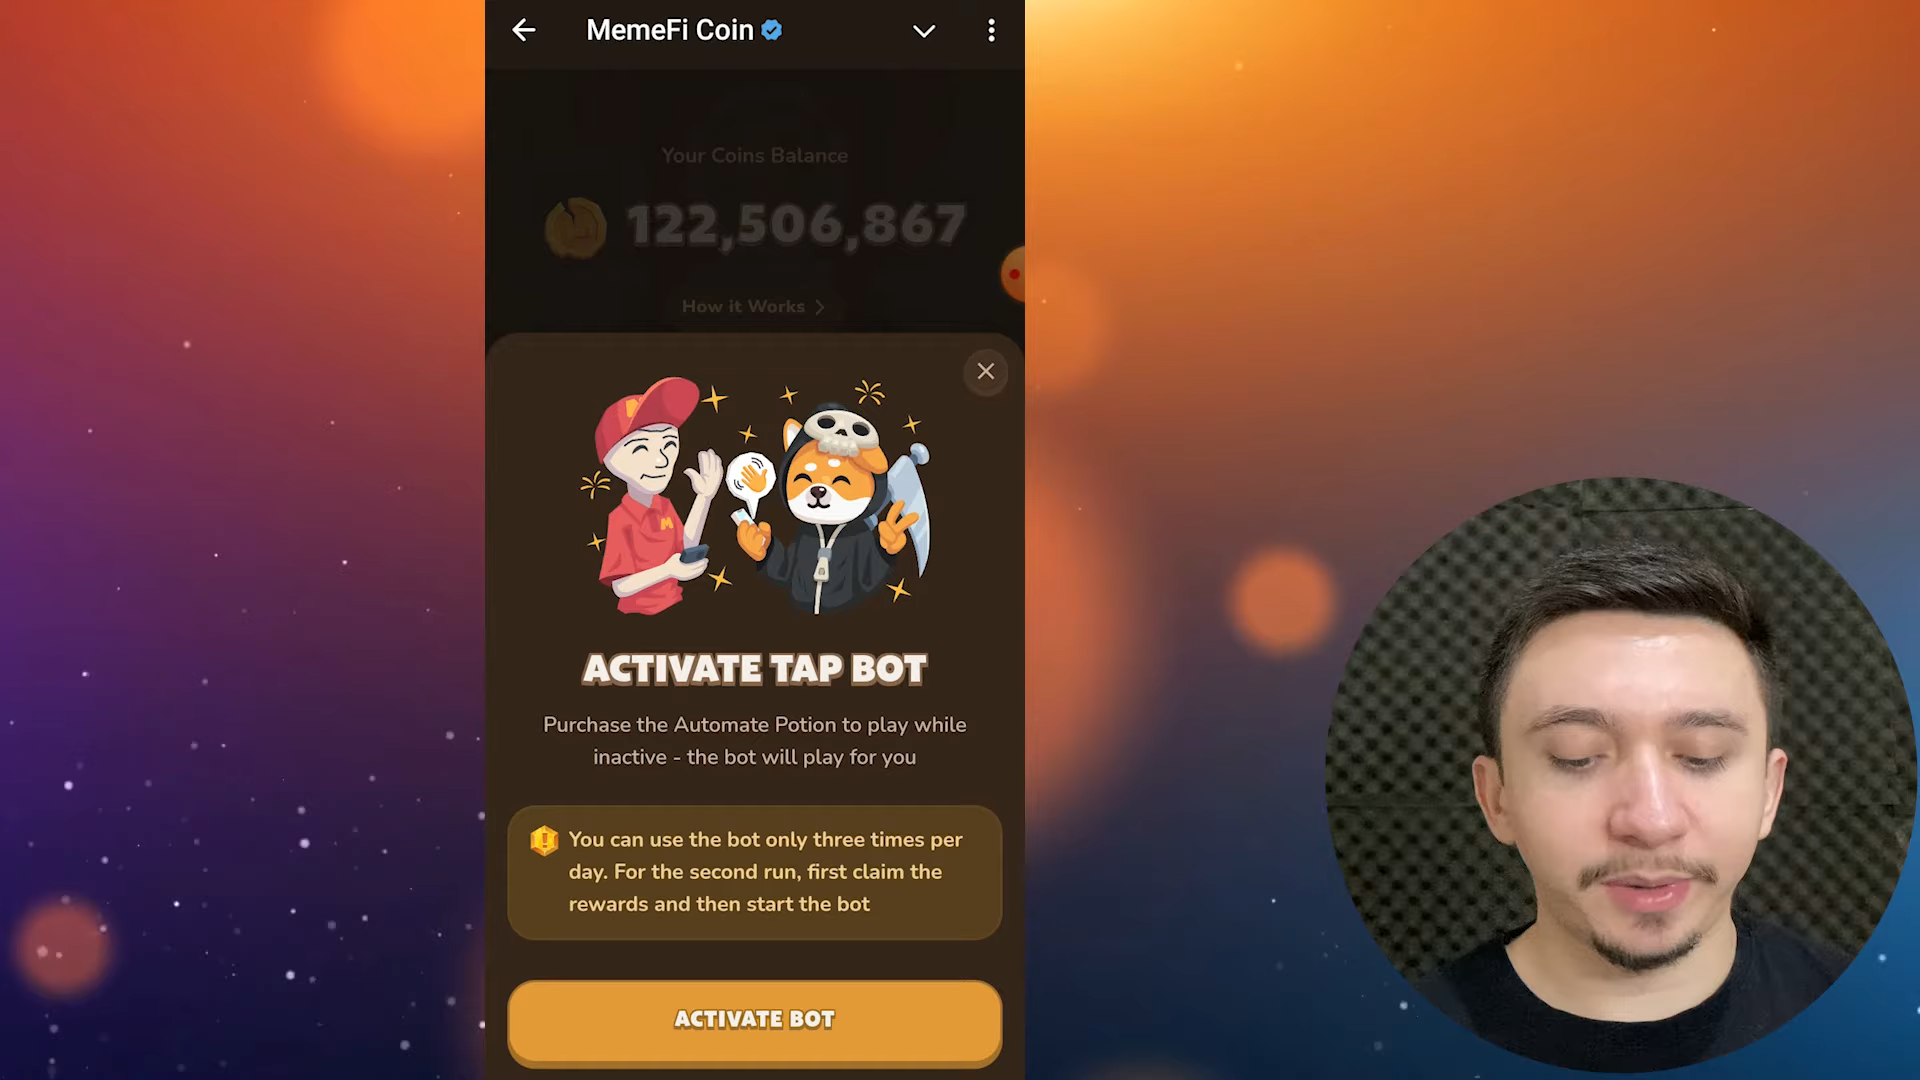 MemeFi Coin
Your Coins Balance
122,506,867
How it Works
ACTIVATE TAP BOT
Purchase the Automate Potion to play while
inactive - the bot will play for you
You can use the bot only three times per
day. For the second run, first claim the
rewards and then start the bot
ACTIVATE BOT